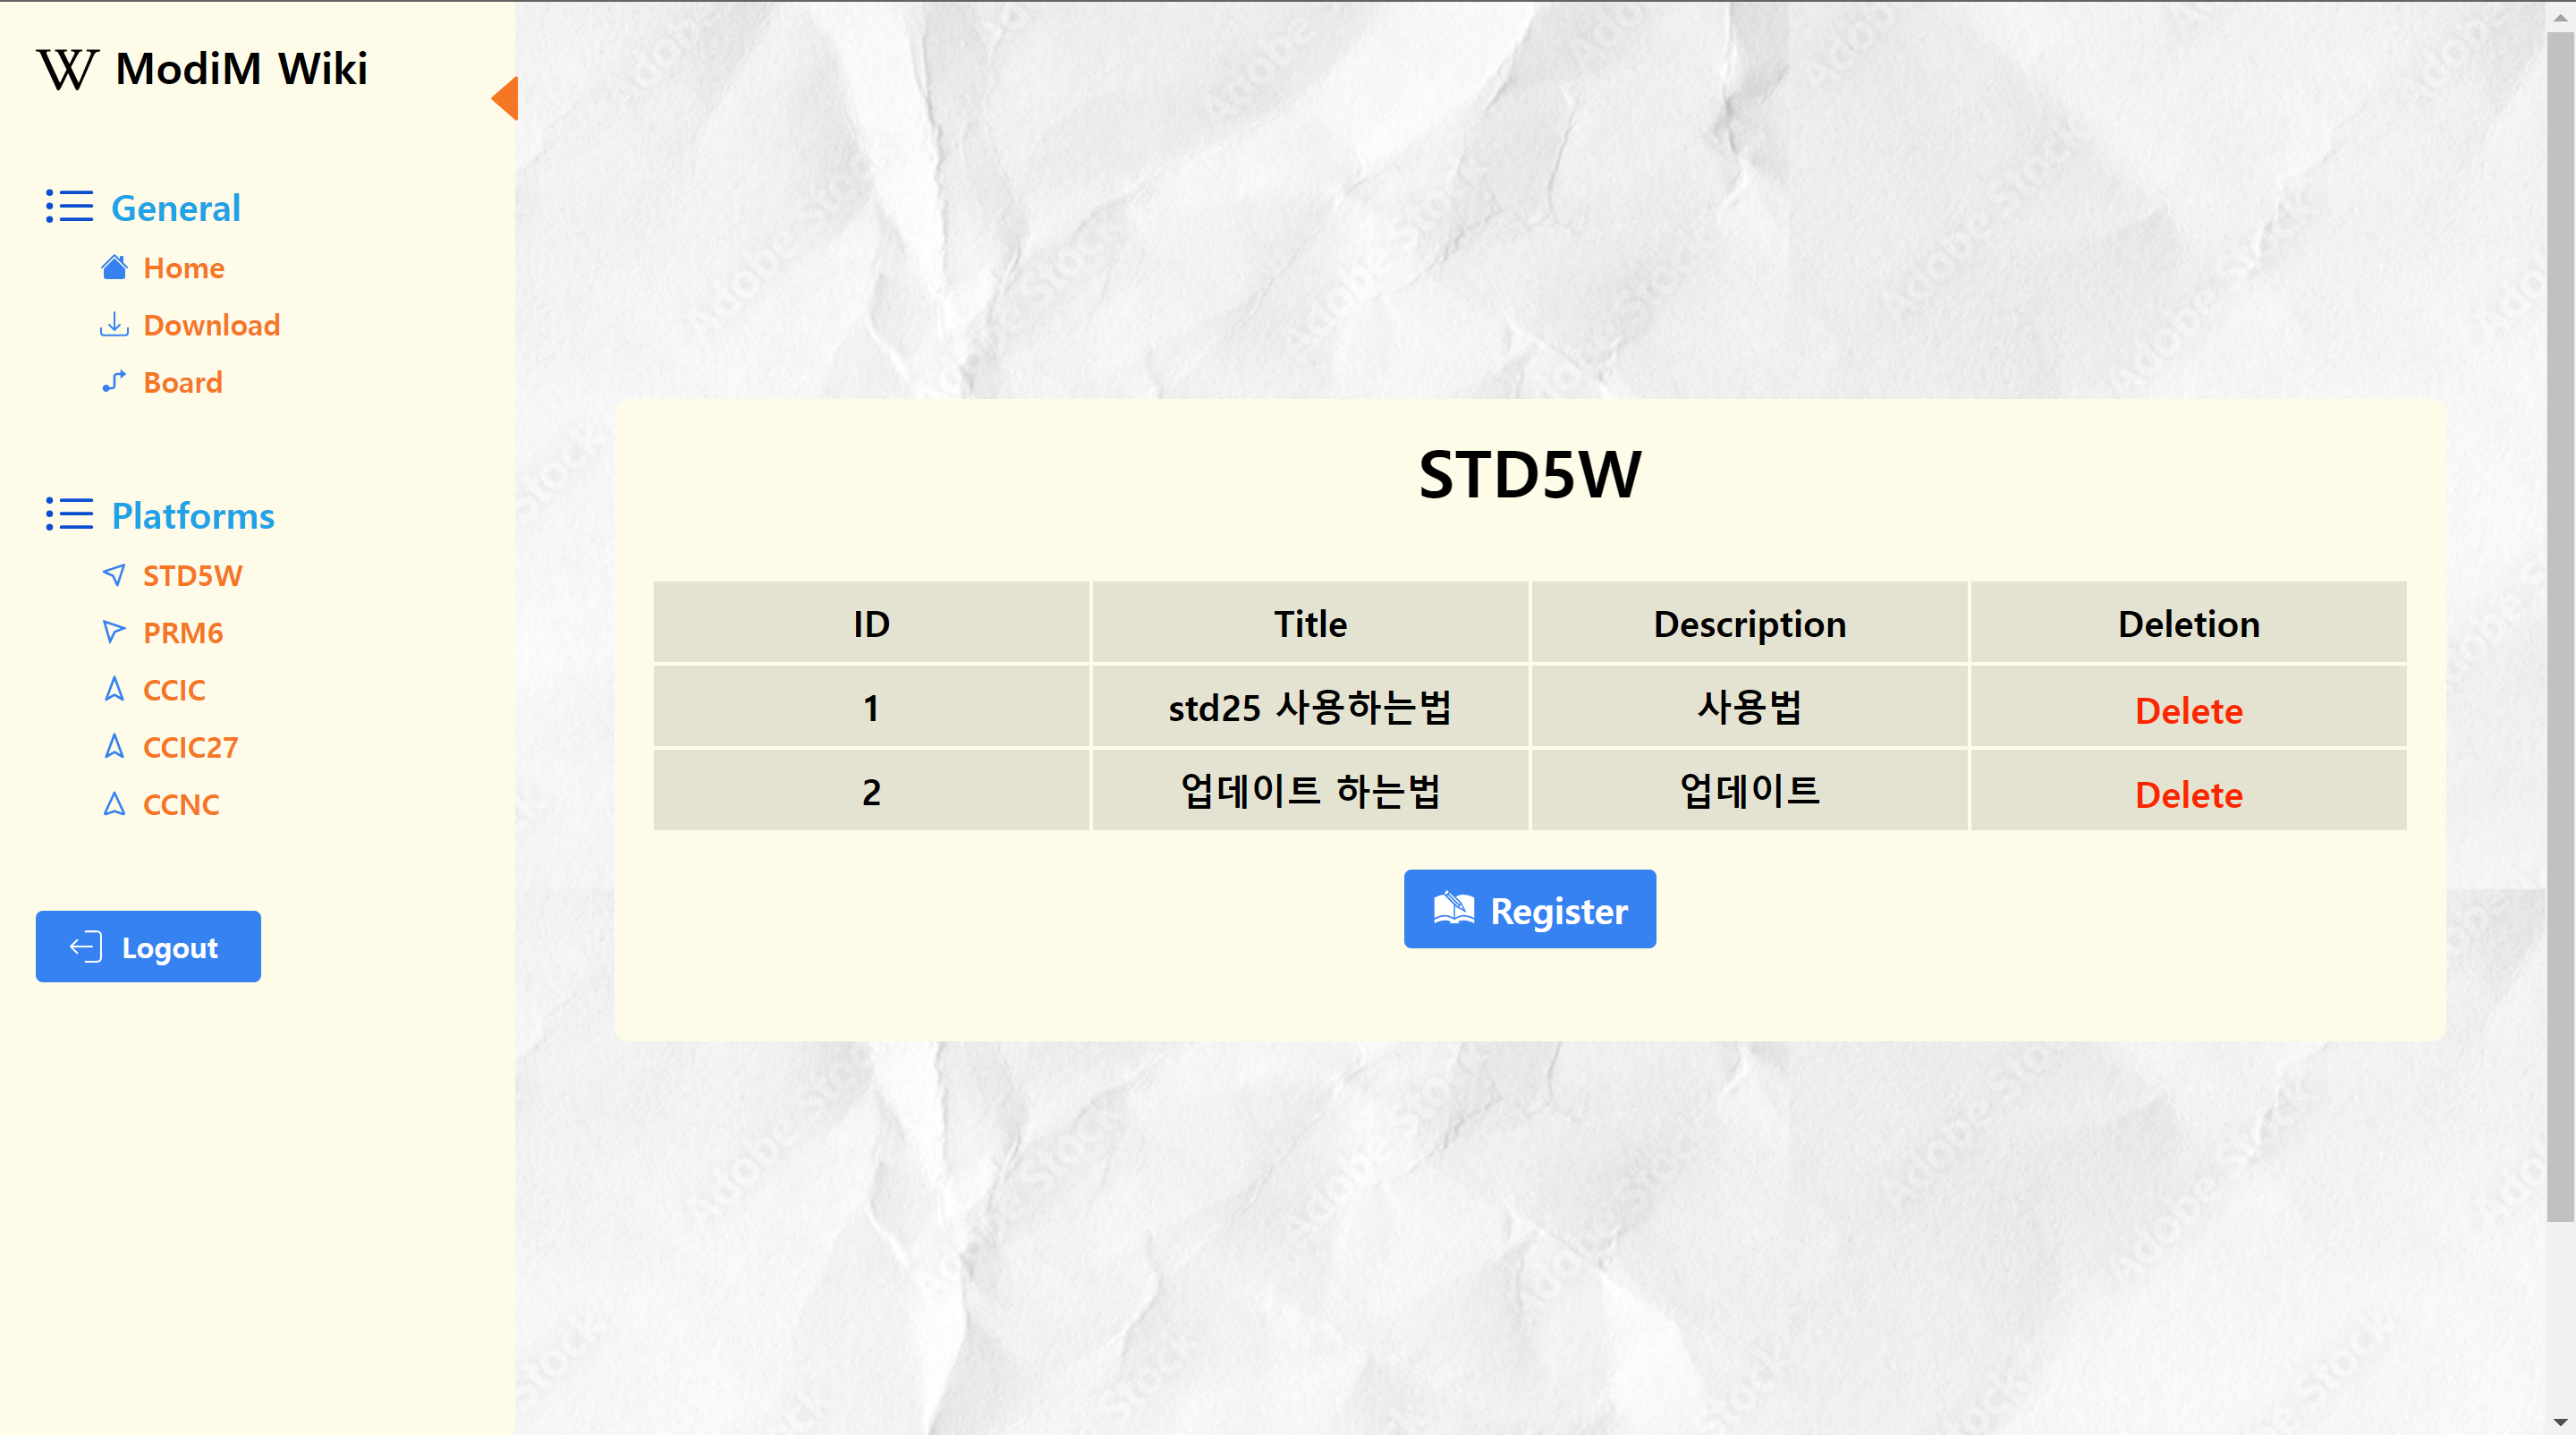 W ModiM Wiki
General
Home
Download
Board
Platforms
STD5W
PRM6
CCIC
CCIC27
CCNC
Logout
STD5W
ID Title Description Deletion
1 std25 사용하는법 사용법 Delete
2 업데이트 하는법 업데이트 Delete
Register
Adobe Stock